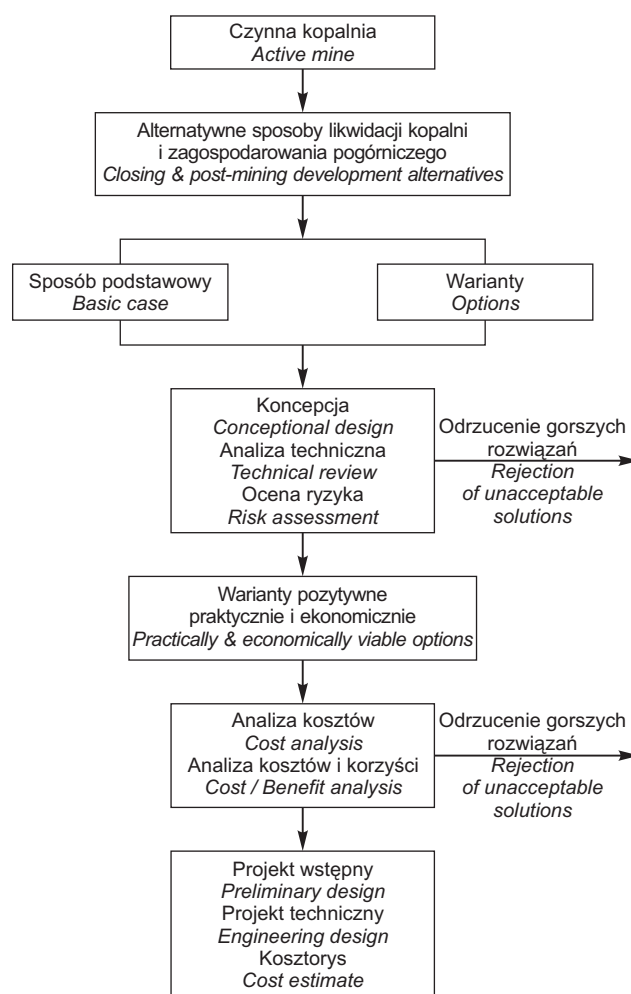 Czynna kopalnia
Active mine
Alternatywne sposoby likwidacji kopalni
i zagospodarowania pogórniczego
Closing & post-mining development alternatives
Sposób podstawowy
Basic case
Warianty
Options
Koncepcja
Conceptional design
Analiza techniczna
Technical review
Ocena ryzyka
Risk assessment
Odrzucenie gorszych
rozwiązań
Rejection
of unacceptable
solutions
Warianty pozytywne
praktycznie i ekonomicznie
Practically & economically viable options
Analiza kosztów
Cost analysis
Analiza kosztów i korzyści
Cost / Benefit analysis
Odrzucenie gorszych
rozwiązań
Rejection
of unacceptable
solutions
Projekt wstępny
Preliminary design
Projekt techniczny
Engineering design
Kosztorys
Cost estimate